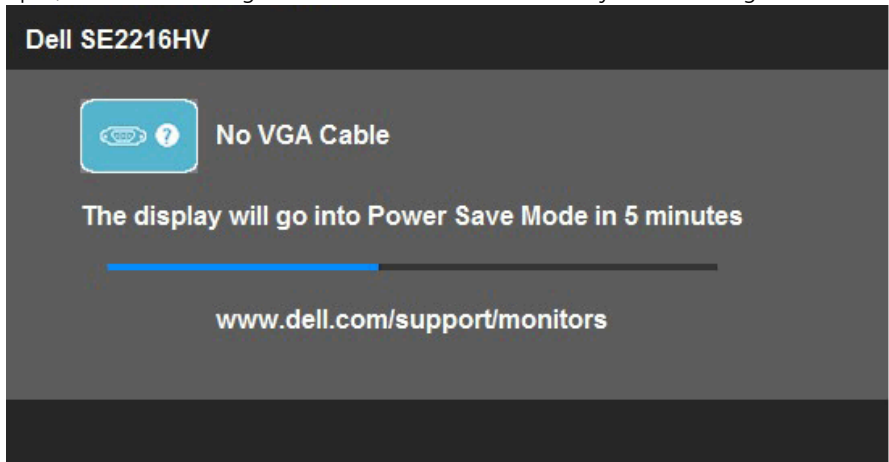 Dell SE2216HV
?
No VGA Cable
The display will go into Power Save Mode in 5 minutes
www.dell.com/support/monitors